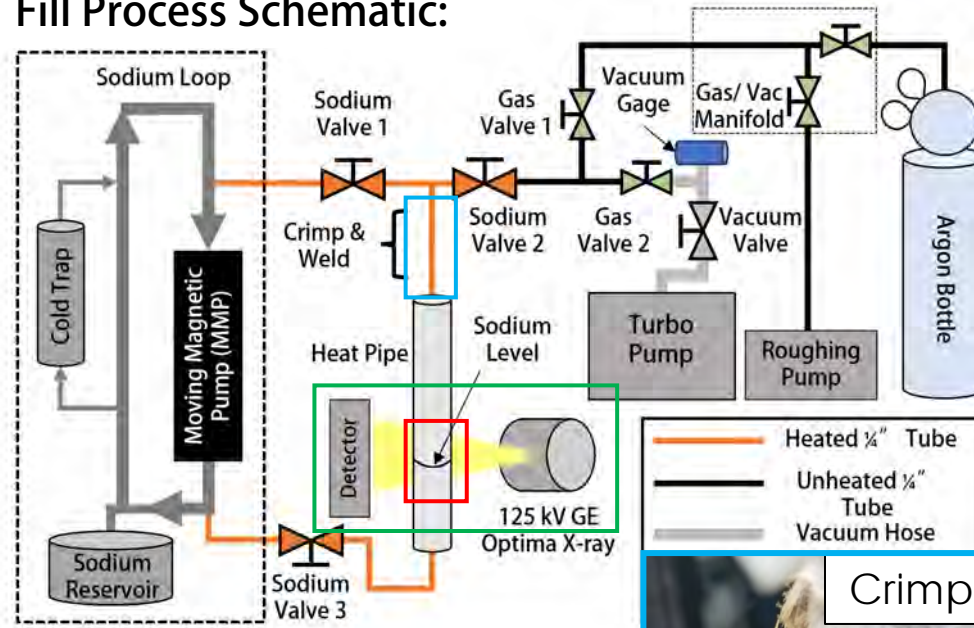 Fill Process Schematic:
Sodium Loop
Cold Trap
Moving Magnetic
Pump (MMP)
Sodium
Reservoir
Sodium
Valve 1
Gas
Valve 1
Vacuum
Gage
Gas/ Vac
Manifold
Crimp &
Weld
Sodium
Valve 2
Gas
Valve 2
Vacuum
Valve
Argon Bottle
Heat Pipe
Sodium
Level
Turbo
Pump
Roughing
Pump
Detector
125 kV GE
Optima X-ray
Sodium
Valve 3
Heated ¼" Tube
Unheated ¼"
Tube
Vacuum Hose
Crimp